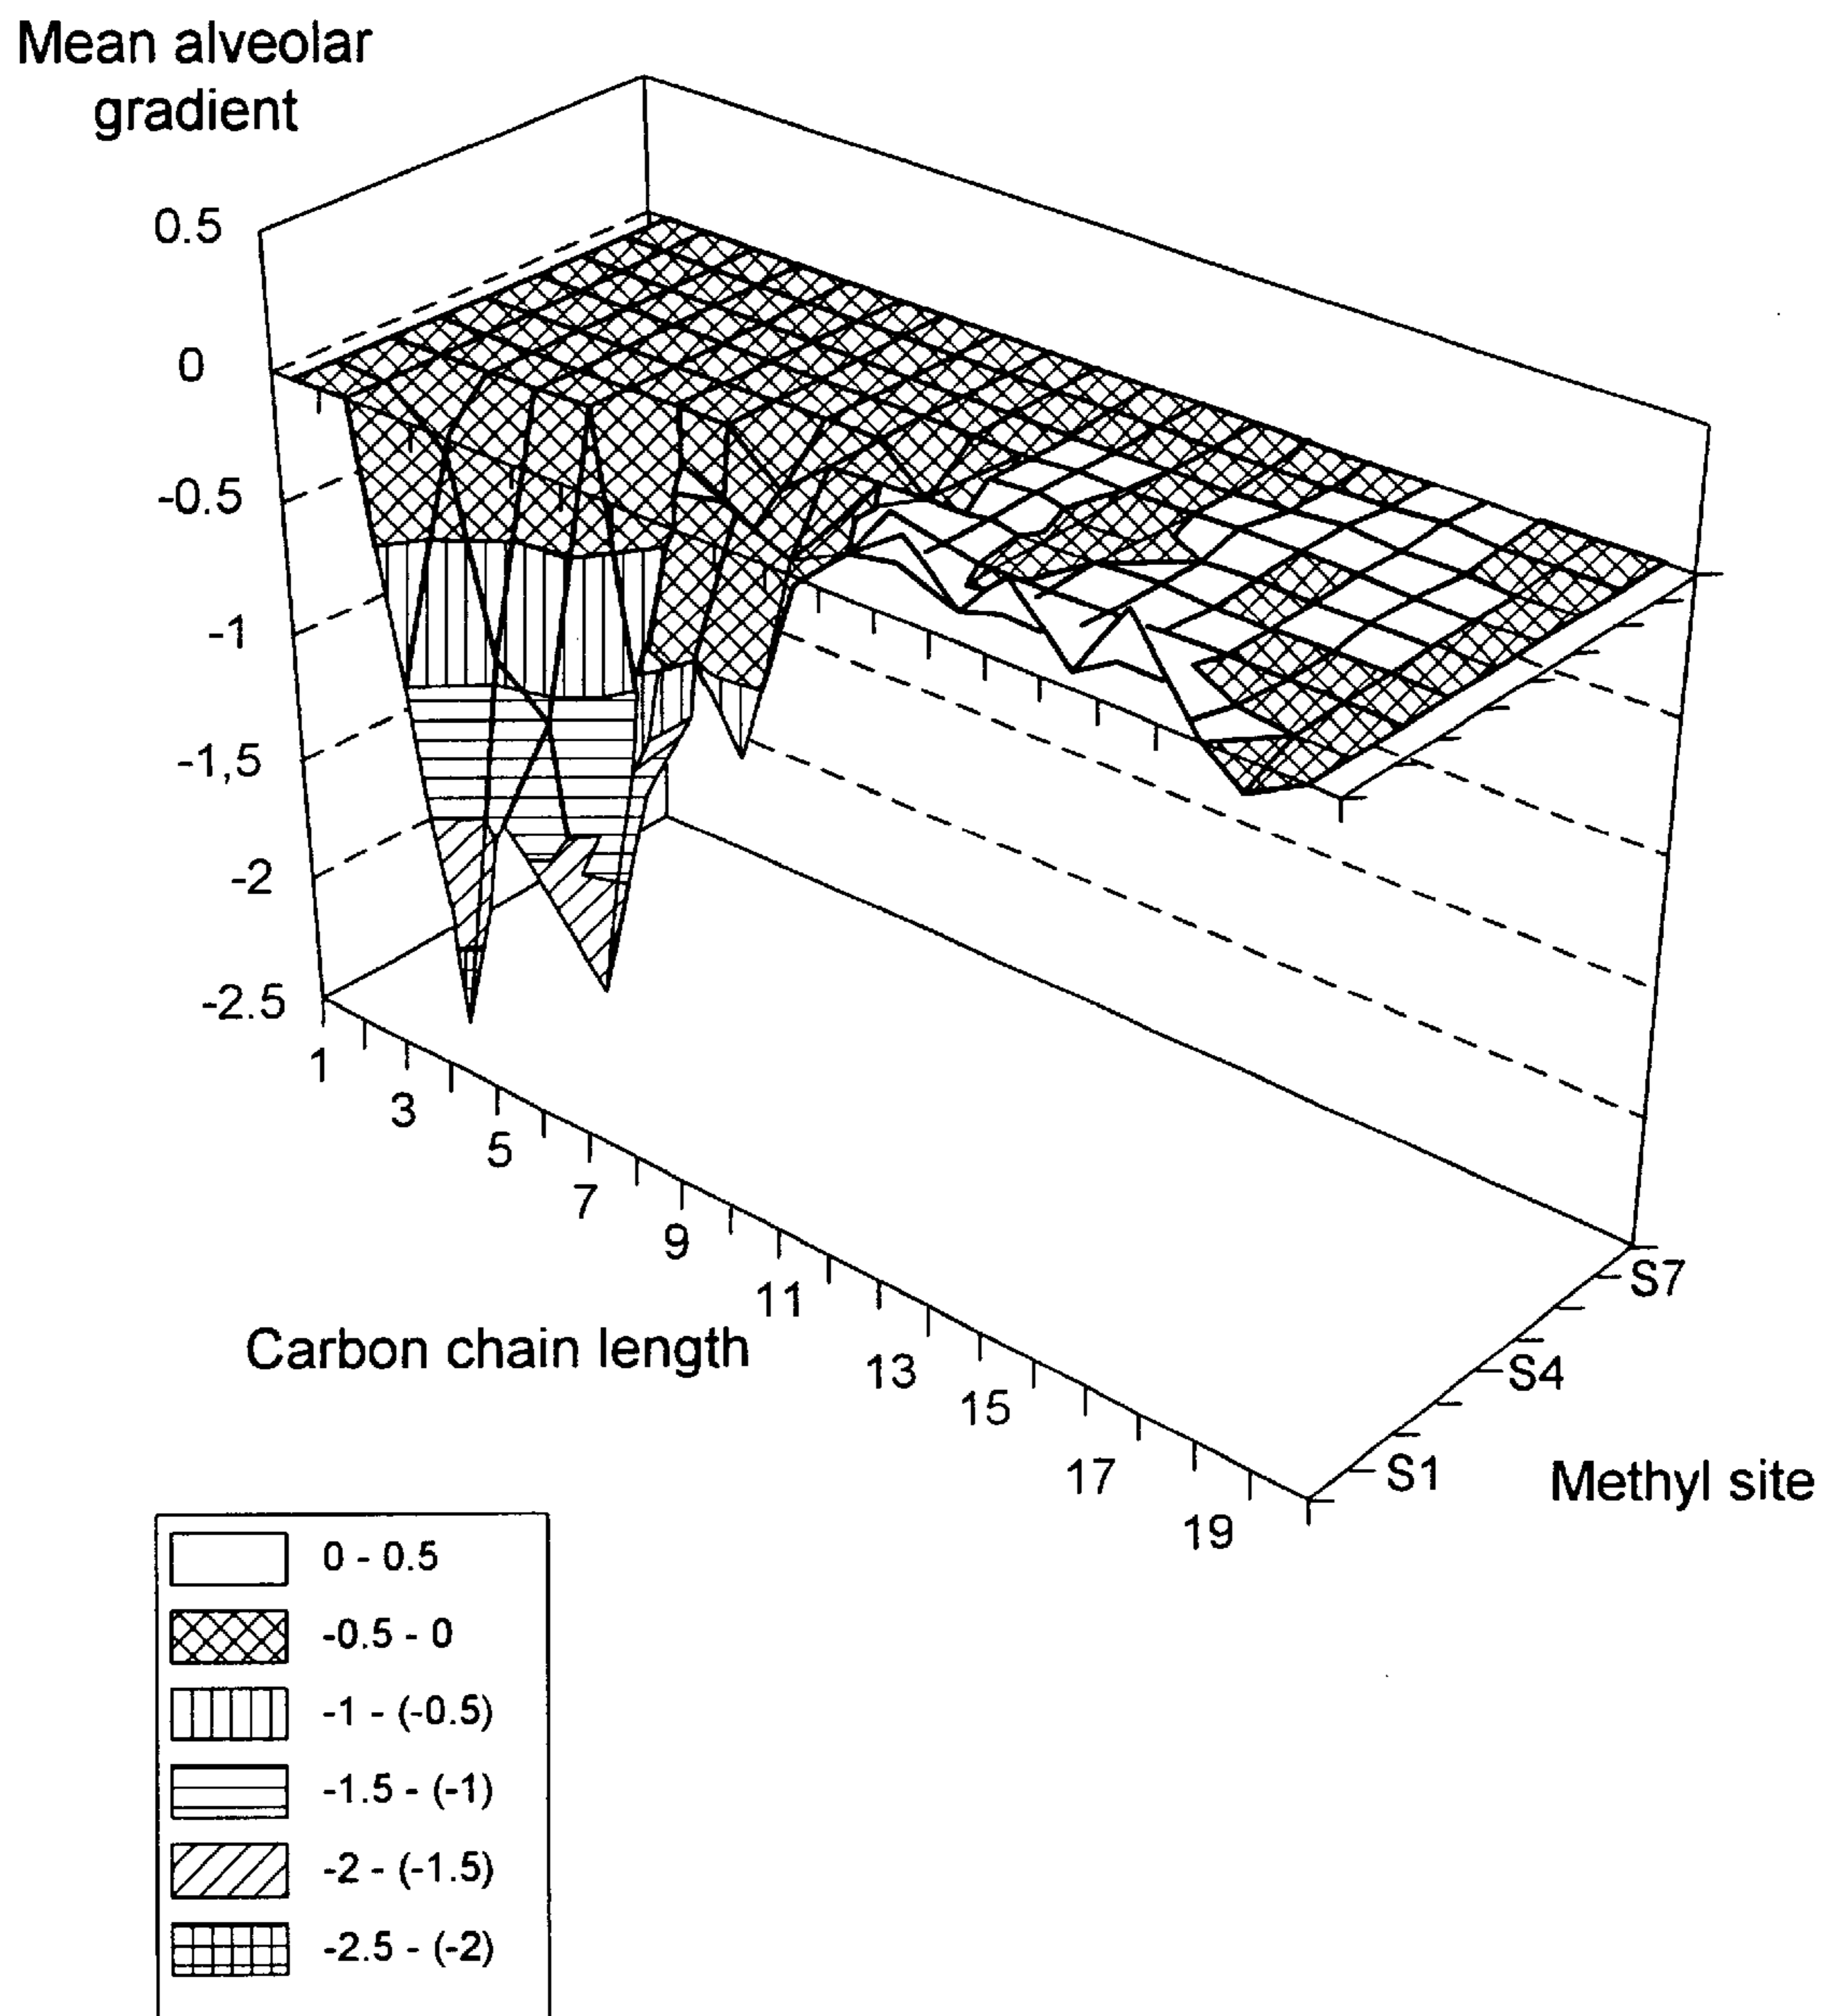 Mean alveolar
gradient
0.5
0
-0.5
-1
-1,5
-2
-2.5
1
3
5
7
9
11
13
15
17
19
Carbon chain length
S7
S4
S1
Methyl site
0 - 0.5
-0.5 - 0
-1 - (-0.5)
-1.5 - (-1)
-2 - (-1.5)
-2.5 - (-2)